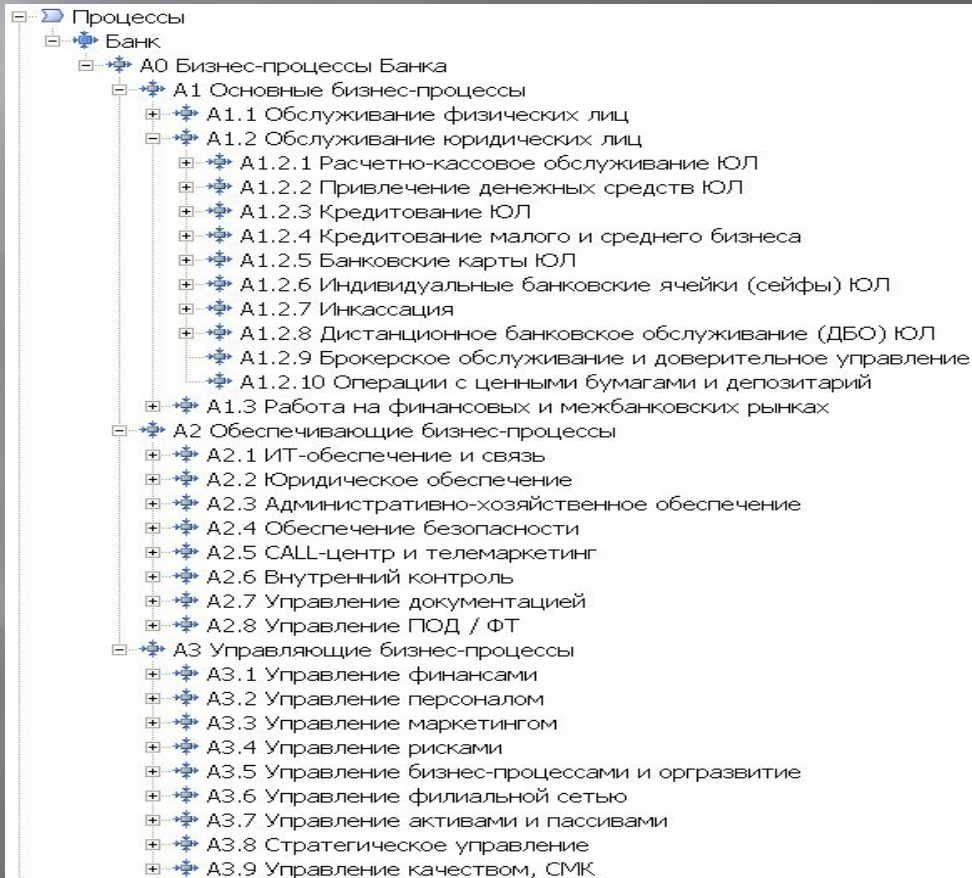 Процессы
Банк
А0 Бизнес-процессы Банка
А1 Основные бизнес-процессы
А1.1 Обслуживание физических лиц
А1.2 Обслуживание юридических лиц
А1.2.1 Расчетно-кассовое обслуживание ЮЛ
А1.2.2 Привлечение денежных средств ЮЛ
А1.2.3 Кредитование ЮЛ
А1.2.4 Кредитование малого и среднего бизнеса
А1.2.5 Банковские карты ЮЛ
А1.2.6 Индивидуальные банковские ячейки (сейфы) ЮЛ
А1.2.7 Инкассация
А1.2.8 Дистанционное банковское обслуживание (ДБО) ЮЛ
А1.2.9 Брокерское обслуживание и доверительное управление
А1.2.10 Операции с ценными бумагами и депозитарий
А1.3 Работа на финансовых и межбанковских рынках
А2 Обеспечивающие бизнес-процессы
А2.1 ИТ-обеспечение и связь
А2.2 Юридическое обеспечение
А2.3 Административно-хозяйственное обеспечение
А2.4 Обеспечение безопасности
А2.5 CALL-центр и телемаркетинг
А2.6 Внутренний контроль
А2.7 Управление документацией
А2.8 Управление ПОД / ФТ
А3 Управляющие бизнес-процессы
А3.1 Управление финансами
А3.2 Управление персоналом
А3.3 Управление маркетингом
А3.4 Управление рисками
А3.5 Управление бизнес-процессами и оргразвитие
А3.6 Управление филиальной сетью
А3.7 Управление активами и пассивами
А3.8 Стратегическое управление
А3.9 Управление качеством, СМК